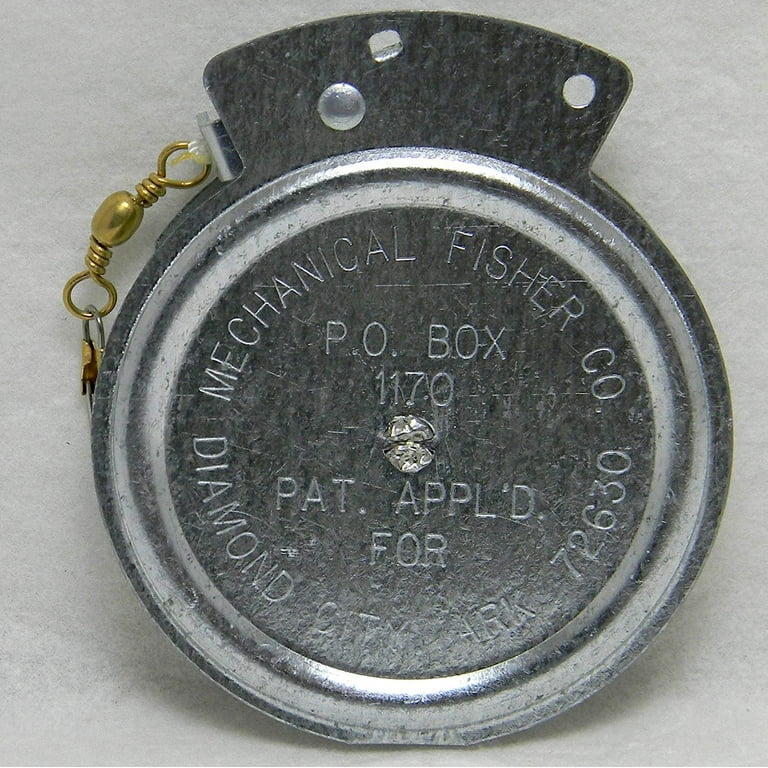 MECHANICAL FISHER CO
P.O. BOX
1170
PAT. APPL'D.
FOR
DIAMOND CITY, ARK 72630